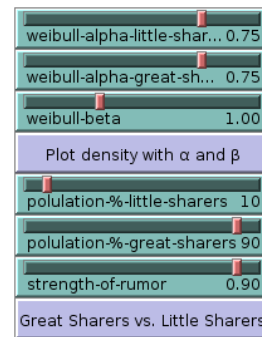 weibull-alpha-little-shar... 0.75
weibull-alpha-great-sh... 0.75
weibull-beta 1.00
Plot density with α and β
polulation-%-little-sharers 10
polulation-%-great-sharers 90
strength-of-rumor 0.90
Great Sharers vs. Little Sharers